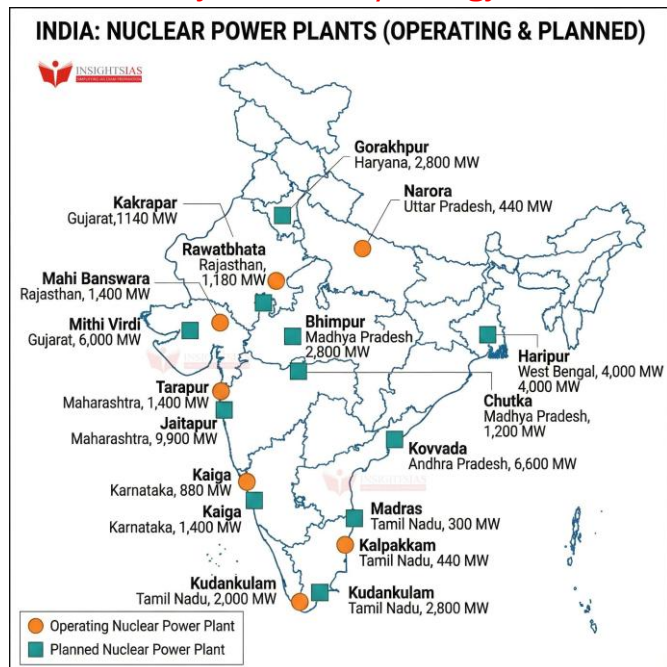 INDIA: NUCLEAR POWER PLANTS (OPERATING & PLANNED)
INSIGHTSIAS
Gorakhpur
Haryana, 2,800 MW
Narora
Uttar Pradesh, 440 MW
Kakrapar
Gujarat,1140 MW
Rawatbhata
Rajasthan,
1,180 MW
Mahi Banswara
Rajasthan, 1,400 MW
Mithi Virdi
Gujarat, 6,000 MW
Bhimpur
Madhya Pradesh
2,800 MW
Haripur
West Bengal, 4,000 MW
4,000 MW
Chutka
Madhya Pradesh,
1,200 MW
Tarapur
Maharashtra, 1,400 MW
Jaitapur
Maharashtra, 9,900 MW
Kovvada
Andhra Pradesh, 6,600 MW
INSIGHTSIAS
Kaiga
Karnataka, 880 MW
Kaiga
Karnataka, 1,400 MW
Madras
Tamil Nadu, 300 MW
Kalpakkam
Tamil Nadu, 440 MW
Kudankulam
Tamil Nadu, 2,000 MW
Kudankulam
Tamil Nadu, 2,800 MW
Operating Nuclear Power Plant
Planned Nuclear Power Plant